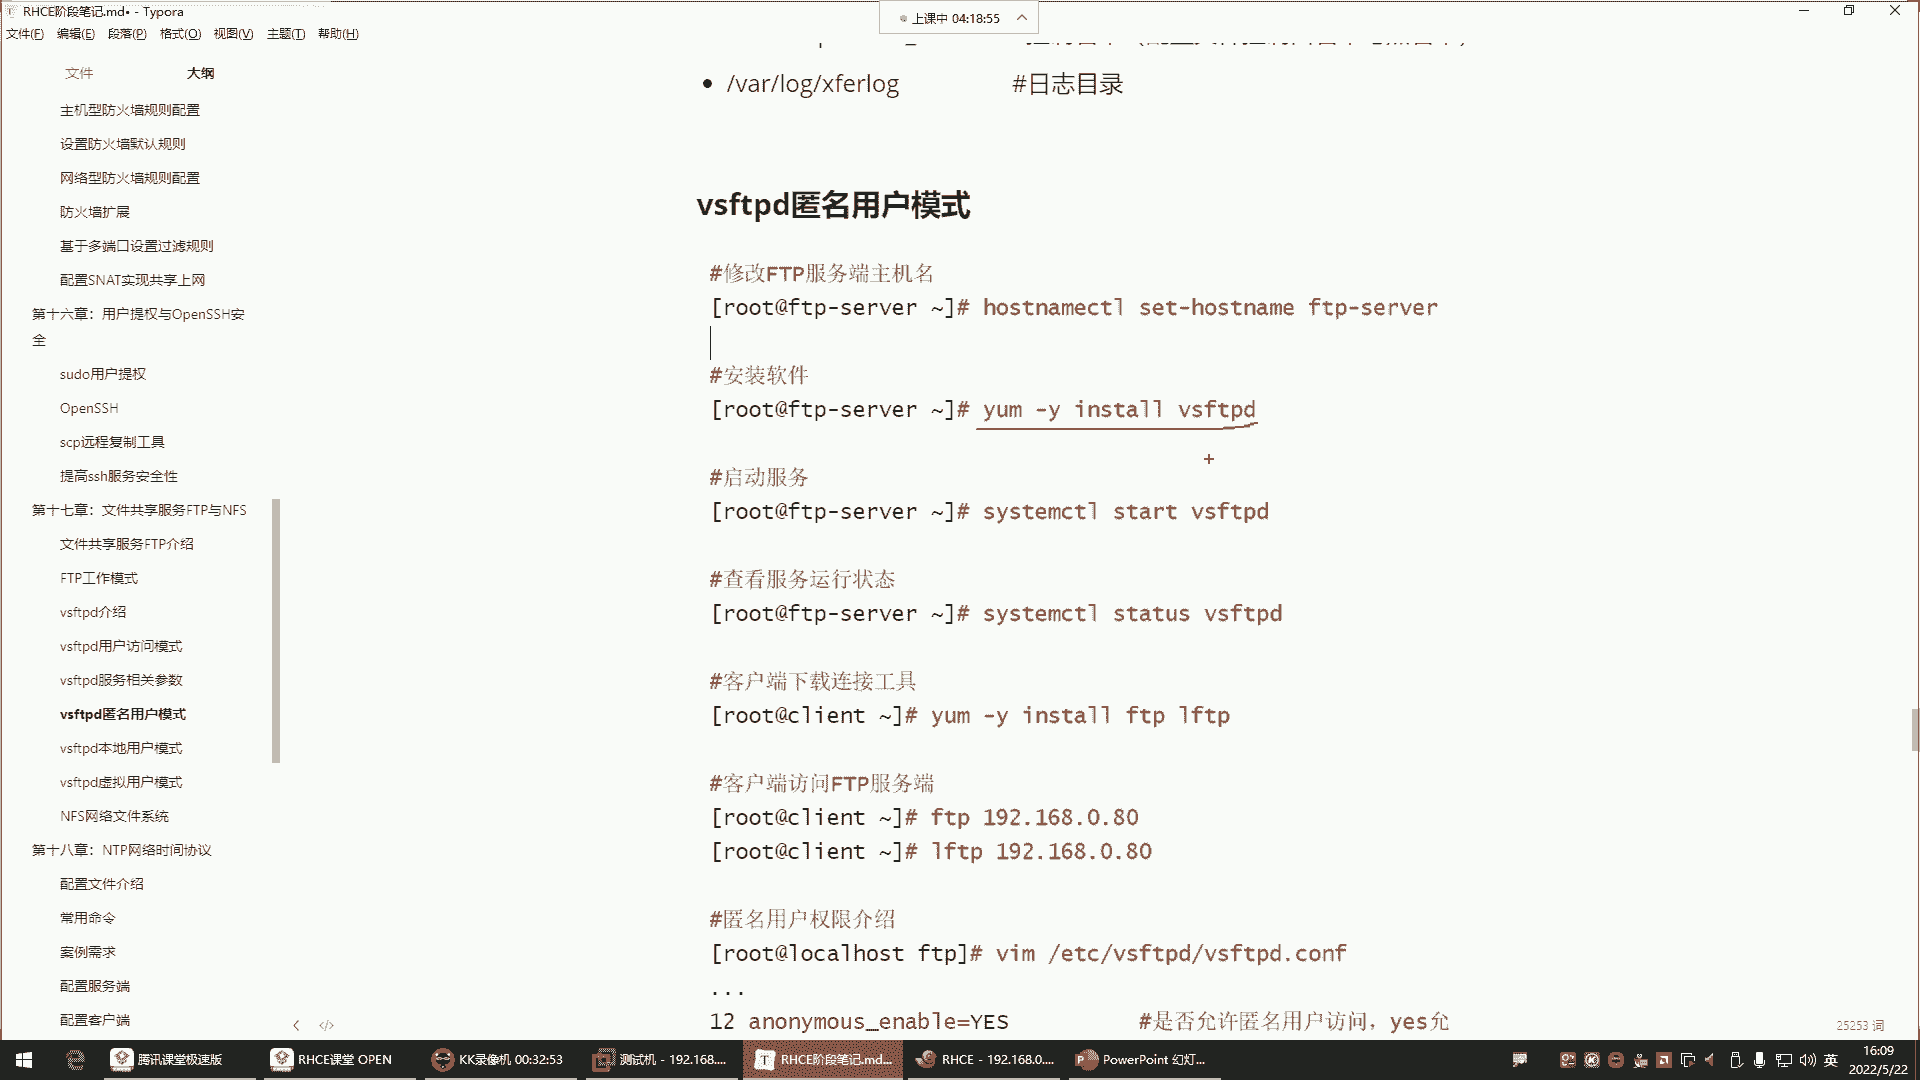 RHCE阶段笔记.md• - Typora
上课中 04:18:55
文件(F) 编辑(E) 段落(P) 格式(O) 视图(V) 主题(T) 帮助(H)
文件 大纲
主机型防火墙规则配置
设置防火墙默认规则
网络型防火墙规则配置
防火墙扩展
基于多端口设置过滤规则
配置SNAT实现共享上网
第十六章：用户提权与OpenSSH安
全
sudo用户提权
OpenSSH
scp远程复制工具
提高ssh服务安全性
第十七章：文件共享服务FTP与NFS
文件共享服务FTP介绍
FTP工作模式
vsftpd介绍
vsftpd用户访问模式
vsftpd服务相关参数
vsftpd匿名用户模式
vsftpd本地用户模式
vsftpd虚拟用户模式
NFS网络文件系统
第十八章：NTP网络时间协议
配置文件介绍
常用命令
案例需求
配置服务端
配置客户端
/var/log/xferlog #日志目录
vsftpd匿名用户模式
#修改FTP服务端主机名
[root@ftp-server ~]# hostnamectl set-hostname ftp-server
#安装软件
[root@ftp-server ~]# yum -y install vsftpd
#启动服务
[root@ftp-server ~]# systemctl start vsftpd
#查看服务运行状态
[root@ftp-server ~]# systemctl status vsftpd
#客户端下载连接工具
[root@client ~]# yum -y install ftp lftp
#客户端访问FTP服务端
[root@client ~]# ftp 192.168.0.80
[root@client ~]# lftp 192.168.0.80
#匿名用户权限介绍
[root@localhost ftp]# vim /etc/vsftpd/vsftpd.conf
...
12 anonymous_enable=YES #是否允许匿名用户访问，yes允
25253 词
腾讯课堂极速版
RHCE课堂 OPEN
KK录像机 00:32:53
测试机 - 192.168....
RHCE阶段笔记.md...
RHCE - 192.168.0....
PowerPoint 幻灯...
英
16:09
2022/5/22